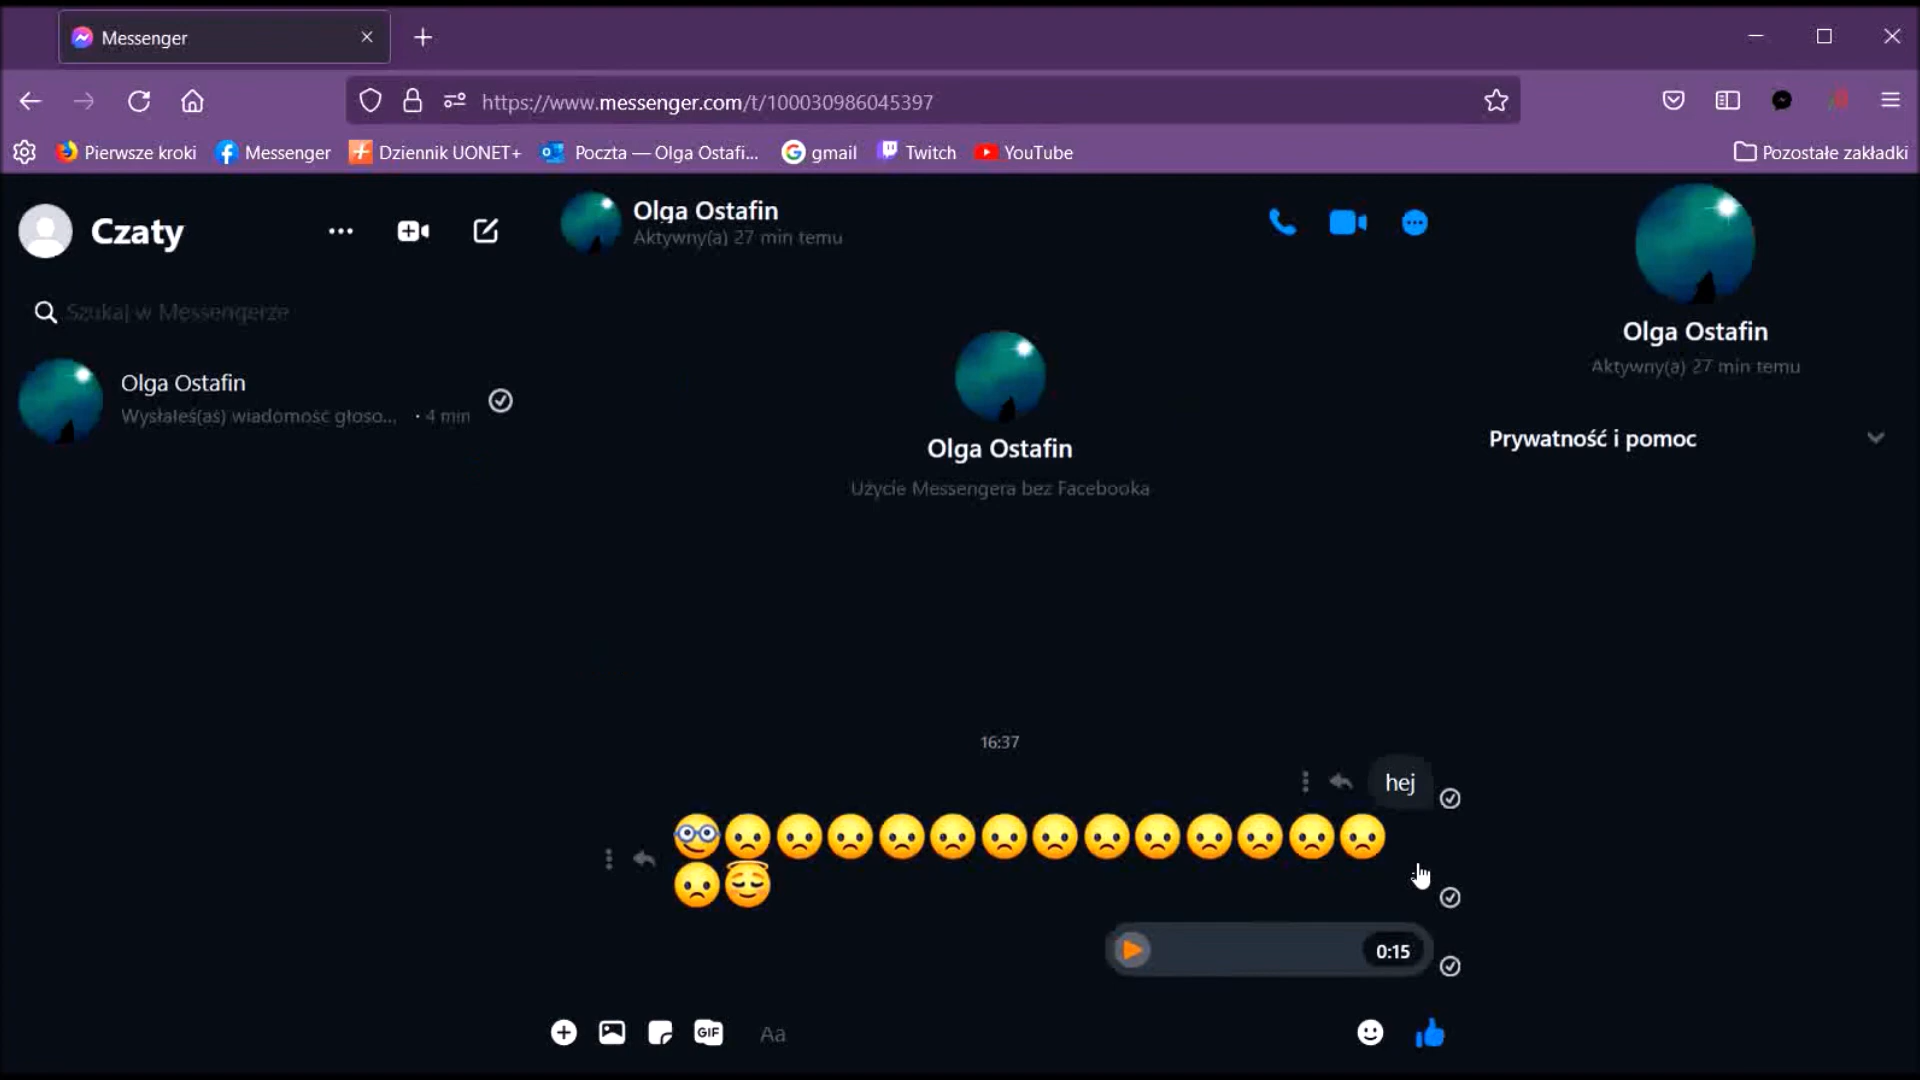 Messenger
https://www.messenger.com/t/100030986045397
Pierwsze kroki
Messenger
Dziennik UONET+
Poczta — Olga Ostafi...
gmail
Twitch
YouTube
Pozostałe zakładki
Czaty
Szukaj w Messengerze
Olga Ostafin
Wysłałeś(aś) wiadomość głoso... · 4 min
Olga Ostafin
Aktywny(a) 27 min temu
Olga Ostafin
Użycie Messengera bez Facebooka
16:37
hej
0:15
GIF
Aa
Olga Ostafin
Aktywny(a) 27 min temu
Prywatność i pomoc